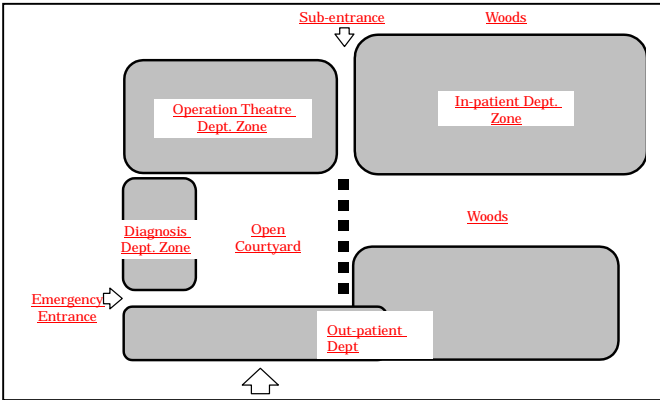 Sub-entrance
Woods
Operation Theatre
Dept. Zone
In-patient Dept.
Zone
Diagnosis
Dept. Zone
Open
Courtyard
Woods
Emergency
Entrance
Out-patient
Dept